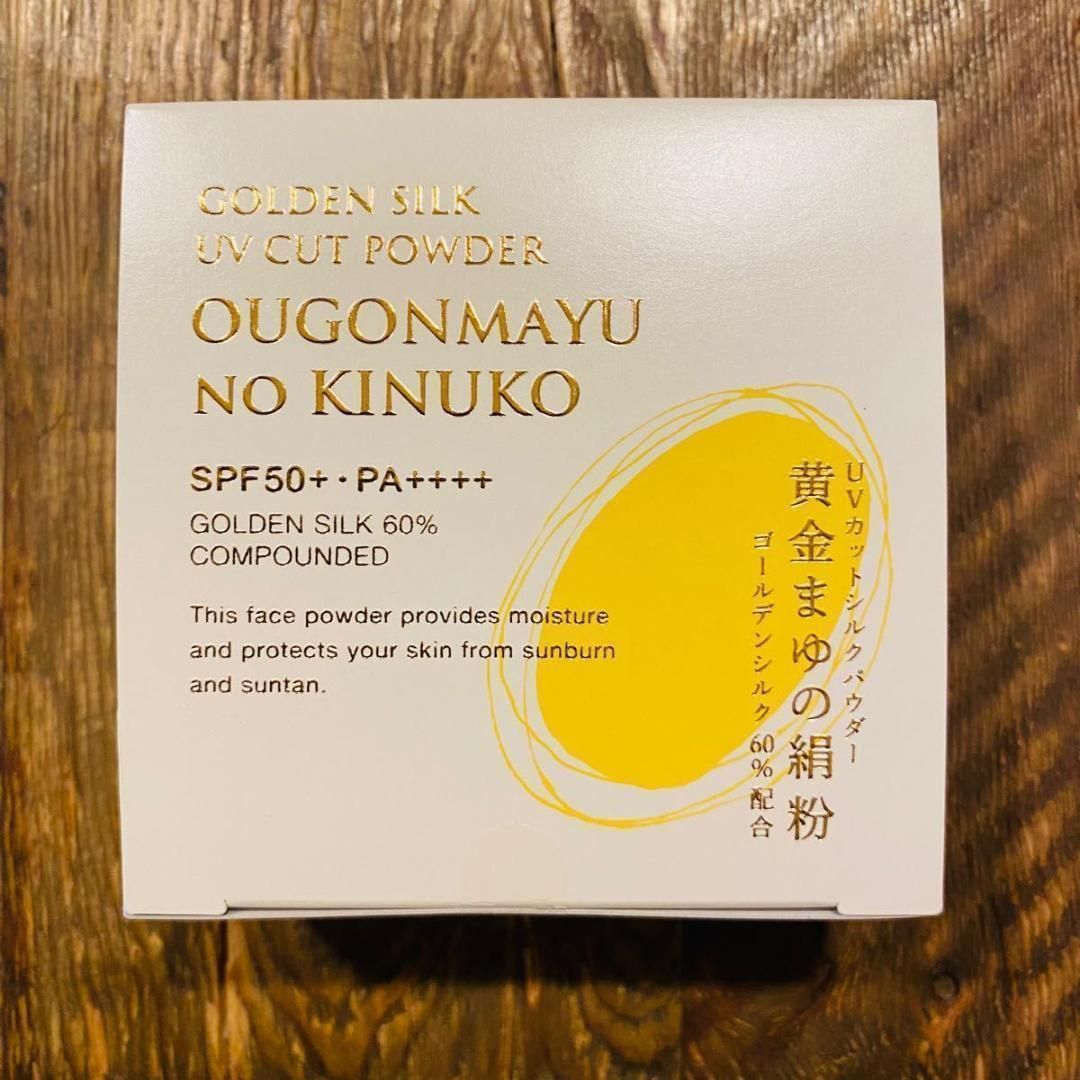 GOLDEN SILK
UV CUT POWDER
OUGONMAYU
NO KINUKO
SPF50+・PA++++
GOLDEN SILK 60%
COMPOUNDED
This face powder provides moisture
and protects your skin from sunburn
and suntan.
UVカットシルクパウダー
黄金まゆの絹粉
ゴールデンシルク60%配合